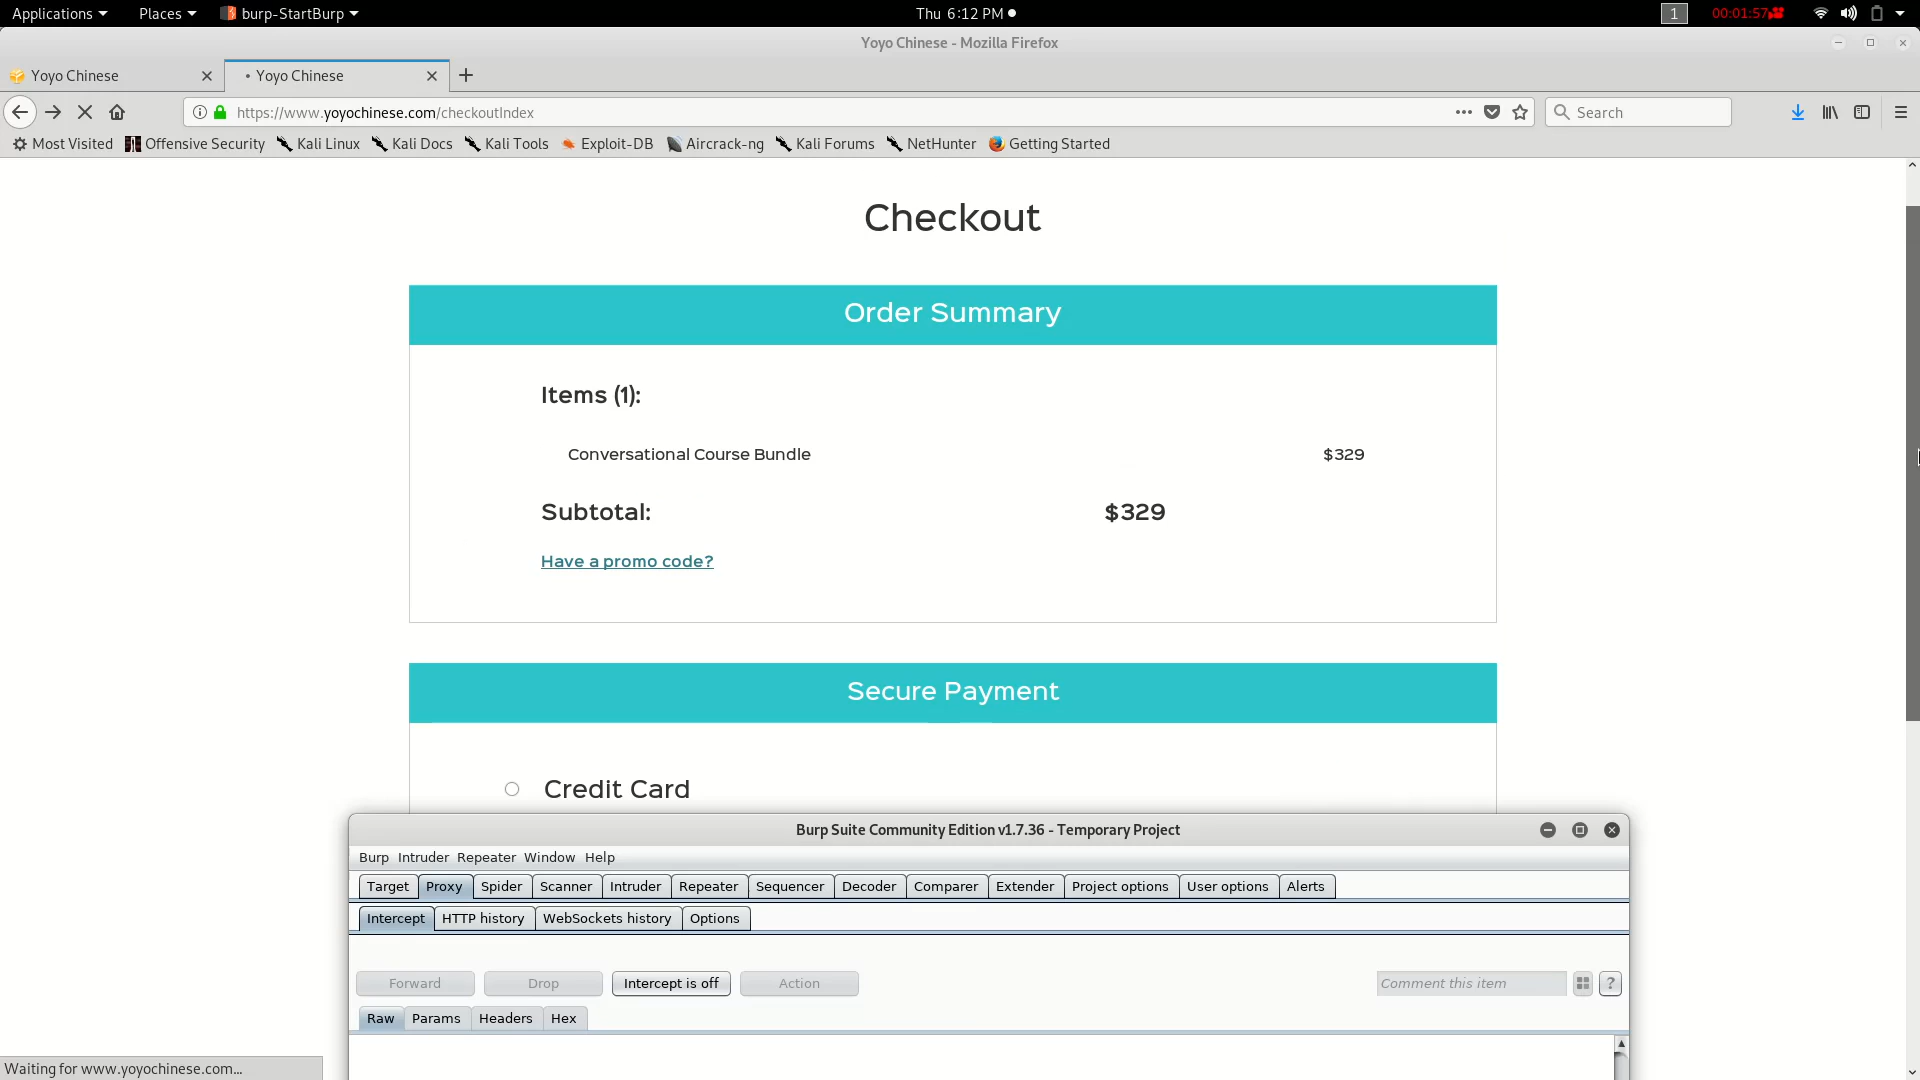 Applications Places burp-StartBurp Thu 6:12 PM 1 00:01:57
Yoyo Chinese - Mozilla Firefox
Yoyo Chinese Yoyo Chinese
https://www.yoyochinese.com/checkoutIndex Search
Most Visited Offensive Security Kali Linux Kali Docs Kali Tools Exploit-DB Aircrack-ng Kali Forums NetHunter Getting Started
Checkout
Order Summary
Items (1):
Conversational Course Bundle $329
Subtotal: $329
Have a promo code?
Secure Payment
Credit Card
Burp Suite Community Edition v1.7.36 - Temporary Project
Burp Intruder Repeater Window Help
Target Proxy Spider Scanner Intruder Repeater Sequencer Decoder Comparer Extender Project options User options Alerts
Intercept HTTP history WebSockets history Options
Forward Drop Intercept is off Action Comment this item ?
Raw Params Headers Hex
Waiting for www.yoyochinese.com...